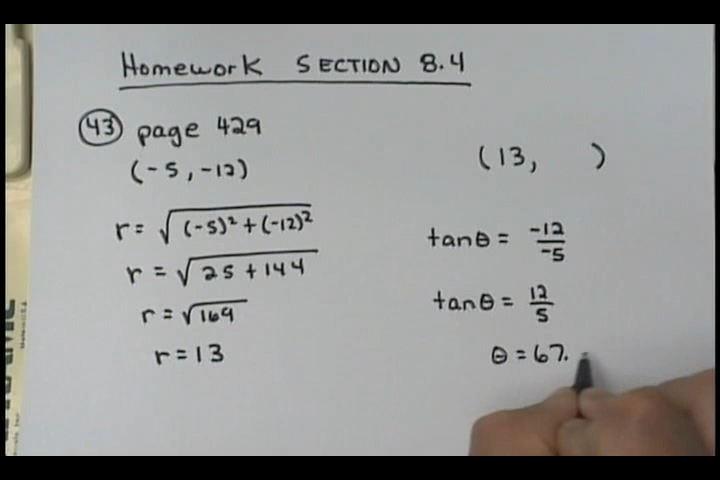 Homework SECTION 8.4
43 page 429
(-5, -12)
r = √(-5)² + (-12)²
r = √25 + 144
r = √169
r = 13
(13, )
tanθ = -12/-5
tanθ = 12/5
θ = 67.